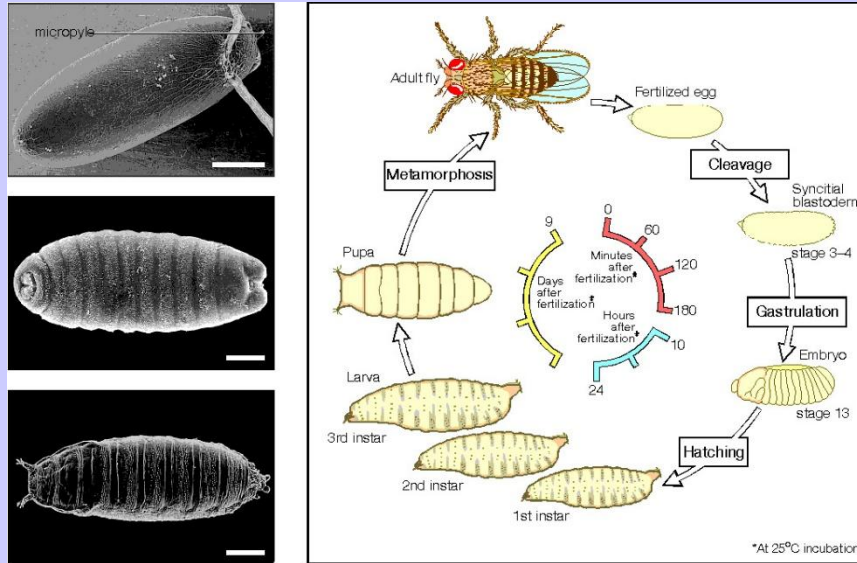 micropyle
Adult fly
Fertilized egg
Cleavage
Metamorphosis
Syncitial
blastoderm
stage 3–4
9
0
60
Minutes
after
fertilization*
120
180
Pupa
Days
after
fertilization*
Hours
after
fertilization*
10
24
Gastrulation
Embryo
stage 13
Larva
3rd instar
Hatching
2nd instar
1st instar
*At 25°C incubation